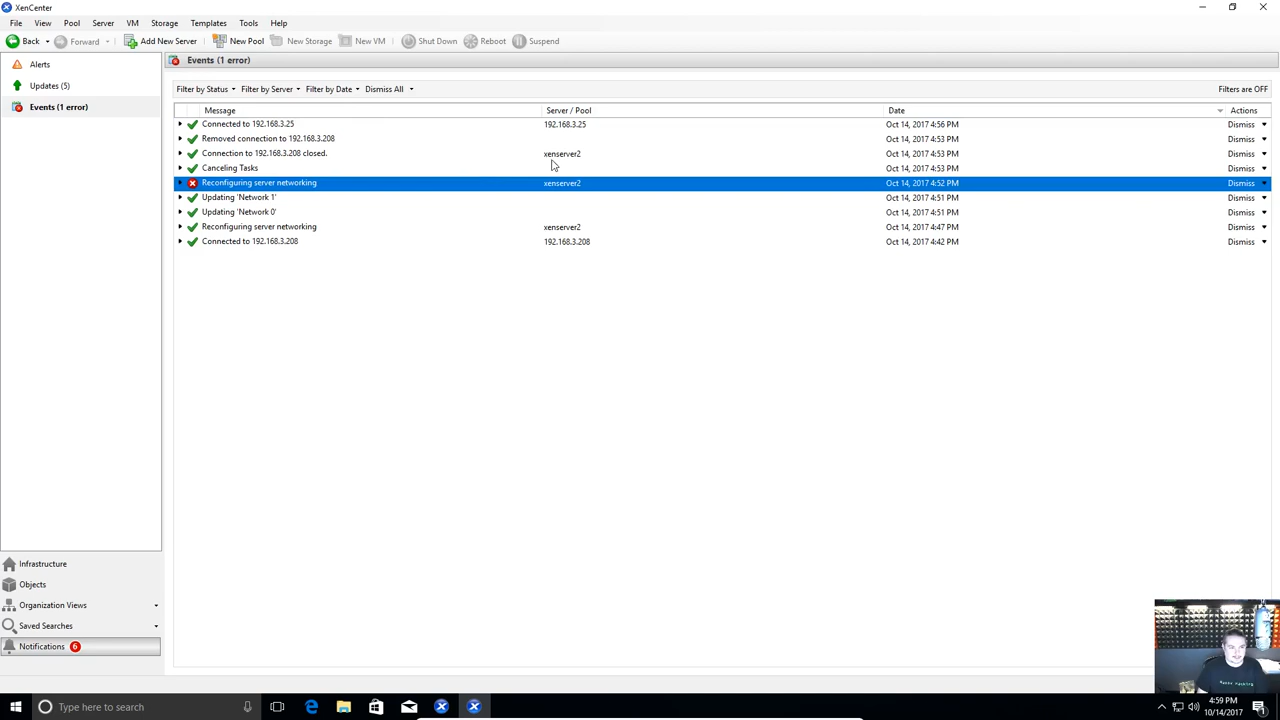 XenCenter
File View Pool Server VM Storage Templates Tools Help
Back Forward Add New Server New Pool New Storage New VM Shut Down Reboot Suspend
Alerts
Updates (5)
Events (1 error)
Events (1 error)
Filter by Status Filter by Server Filter by Date Dismiss All Filters are OFF
Message Server / Pool Date Actions
Connected to 192.168.3.25 192.168.3.25 Oct 14, 2017 4:56 PM Dismiss
Removed connection to 192.168.3.208 Oct 14, 2017 4:53 PM Dismiss
Connection to 192.168.3.208 closed. xenserver2 Oct 14, 2017 4:53 PM Dismiss
Canceling Tasks Oct 14, 2017 4:53 PM Dismiss
Reconfiguring server networking xenserver2 Oct 14, 2017 4:52 PM Dismiss
Updating 'Network 1' Oct 14, 2017 4:51 PM Dismiss
Updating 'Network 0' Oct 14, 2017 4:51 PM Dismiss
Reconfiguring server networking xenserver2 Oct 14, 2017 4:47 PM Dismiss
Connected to 192.168.3.208 192.168.3.208 Oct 14, 2017 4:42 PM Dismiss
Infrastructure
Objects
Organization Views
Saved Searches
Notifications 6
Type here to search
4:59 PM
10/14/2017
1